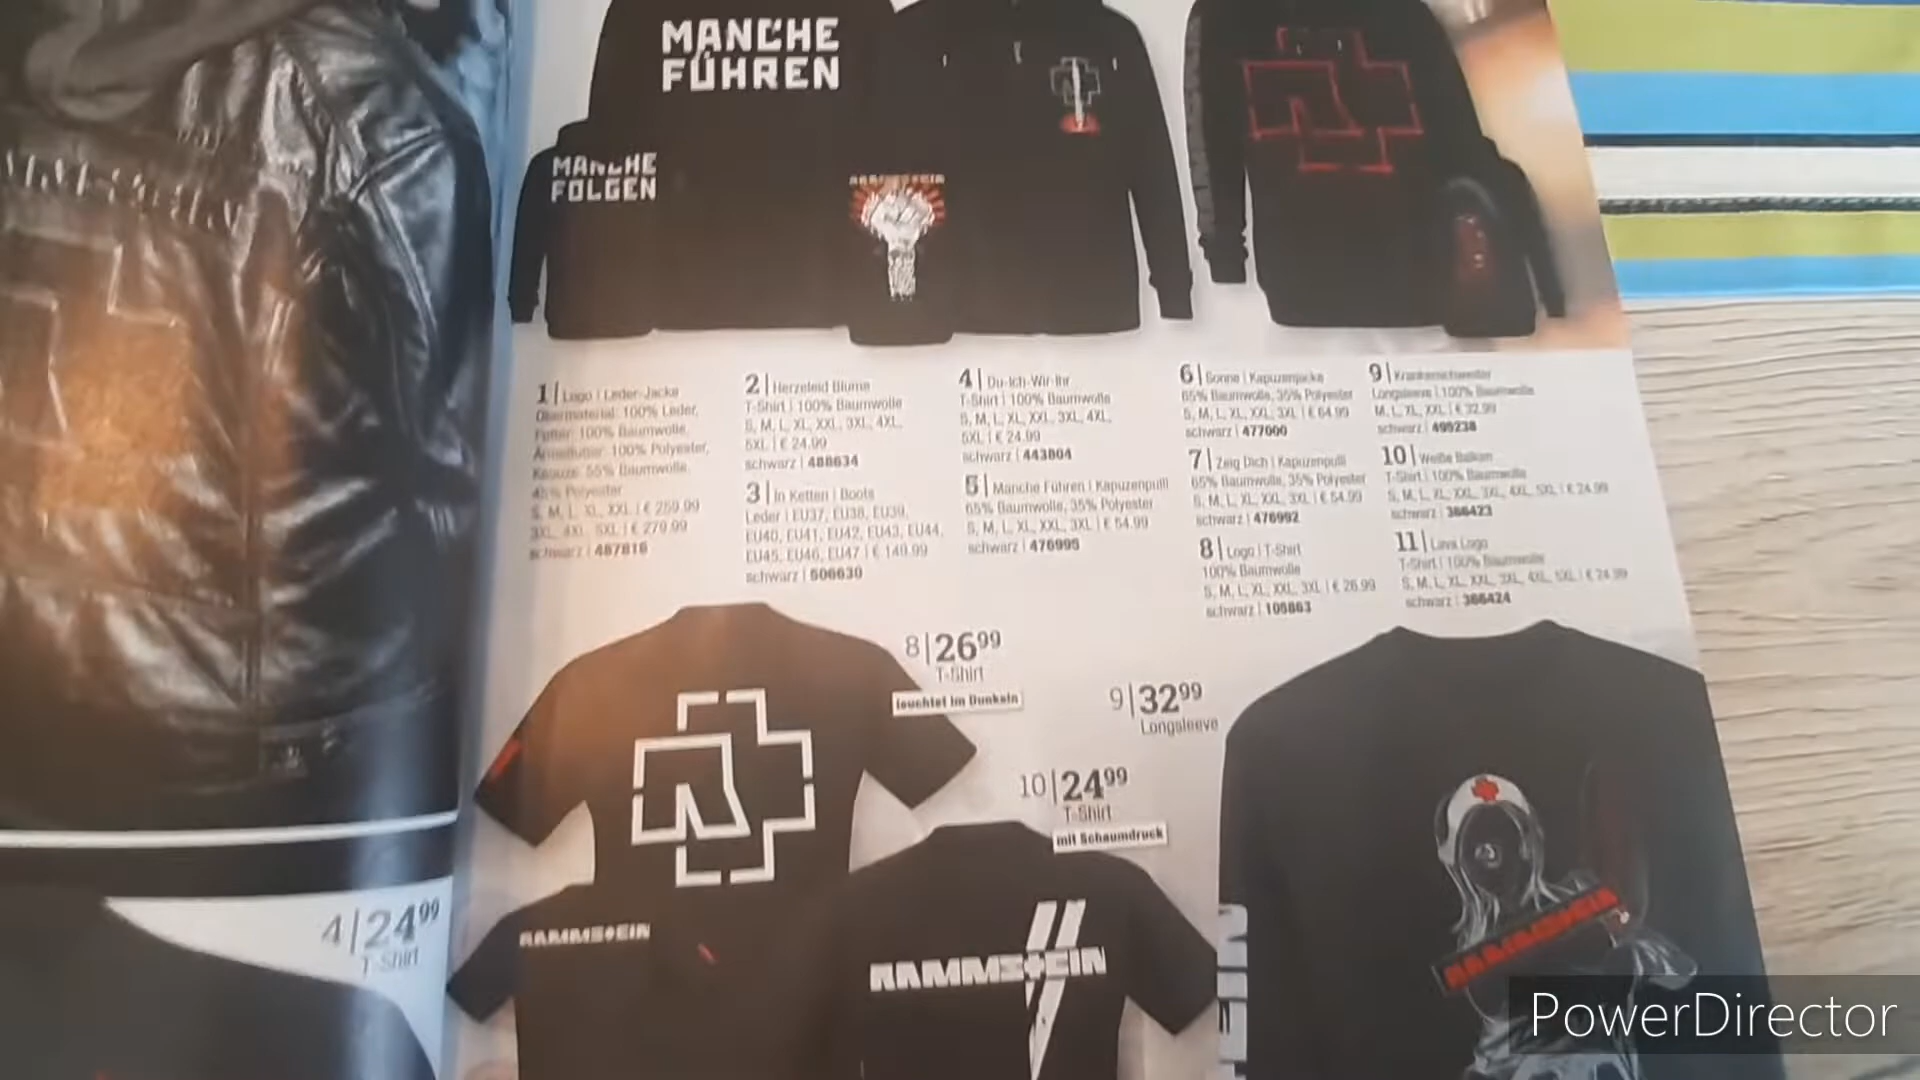 MANCHE
FÜHREN
MANCHE
FOLGEN
RAMMSTEIN
1 | Logo | Leder-Jacke
Obermaterial: 100% Leder,
Futter: 100% Baumwolle,
Ärmelfutter: 100% Polyester,
Kapuze: 55% Baumwolle,
45% Polyester
S, M, L, XL, XXL | € 259.99
3XL, 4XL, 5XL | € 279.99
schwarz | 487816
2 | Herzeleid Blume
T-Shirt | 100% Baumwolle
S, M, L, XL, XXL, 3XL, 4XL,
5XL | € 24.99
schwarz | 488634
3 | In Ketten | Boots
Leder | EU37, EU38, EU39,
EU40, EU41, EU42, EU43, EU44,
EU45, EU46, EU47 | € 149.99
schwarz | 506630
4 | Du-Ich-Wir-Ihr
T-Shirt | 100% Baumwolle
S, M, L, XL, XXL, 3XL, 4XL,
5XL | € 24.99
schwarz | 443804
5 | Manche Führen | Kapuzenpulli
65% Baumwolle, 35% Polyester
S, M, L, XL, XXL, 3XL | € 54.99
schwarz | 476995
6 | Sonne | Kapuzenjacke
65% Baumwolle, 35% Polyester
S, M, L, XL, XXL, 3XL | € 64.99
schwarz | 477000
7 | Zeig Dich | Kapuzenpulli
65% Baumwolle, 35% Polyester
S, M, L, XL, XXL, 3XL | € 54.99
schwarz | 476992
8 | Logo | T-Shirt
100% Baumwolle
S, M, L, XL, XXL, 3XL | € 26.99
schwarz | 105863
9 | Krankenschwester
Longsleeve | 100% Baumwolle
M, L, XL, XXL | € 32.99
schwarz | 499238
10 | Weiße Balken
T-Shirt | 100% Baumwolle
S, M, L, XL, XXL, 3XL, 4XL, 5XL | € 24.99
schwarz | 366423
11 | Lava Logo
T-Shirt | 100% Baumwolle
S, M, L, XL, XXL, 3XL, 4XL, 5XL | € 24.99
schwarz | 366424
8|26⁹⁹
T-Shirt
leuchtet im Dunkeln
9|32⁹⁹
Longsleeve
10|24⁹⁹
T-Shirt
mit Schaumdruck
4|24⁹⁹
T-Shirt
RAMMSTEIN
RAMMSTEIN
RAMMSTEIN
PowerDirector